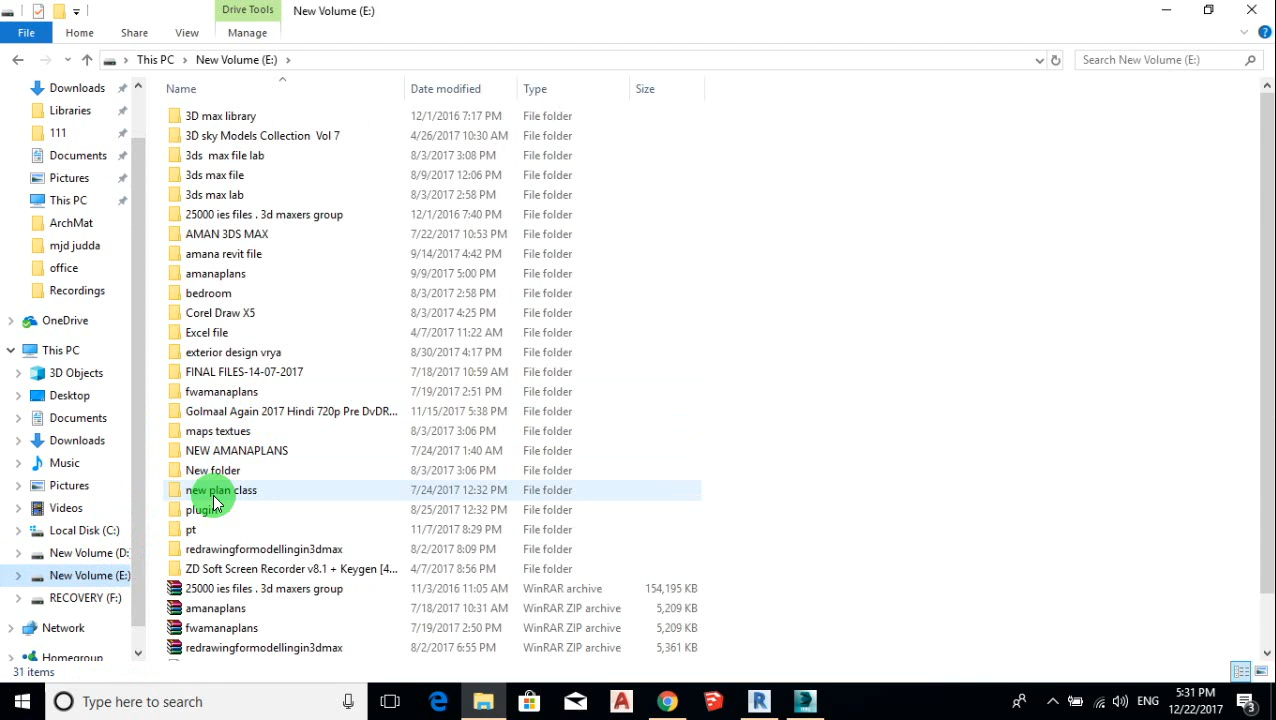 Drive Tools
New Volume (E:)
File
Home
Share
View
Manage
This PC
New Volume (E:)
Search New Volume (E:)
Name
Date modified
Type
Size
Downloads
Libraries
111
Documents
Pictures
This PC
ArchMat
mjd judda
office
Recordings
OneDrive
This PC
3D Objects
Desktop
Documents
Downloads
Music
Pictures
Videos
Local Disk (C:)
New Volume (D:
New Volume (E:)
RECOVERY (F:)
Network
Homegroup
3D max library 12/1/2016 7:17 PM File folder
3D sky Models Collection Vol 7 4/26/2017 10:30 AM File folder
3ds max file lab 8/3/2017 3:08 PM File folder
3ds max file 8/9/2017 12:06 PM File folder
3ds max lab 8/3/2017 2:58 PM File folder
25000 ies files . 3d maxers group 12/1/2016 7:40 PM File folder
AMAN 3DS MAX 7/22/2017 10:53 PM File folder
amana revit file 9/14/2017 4:42 PM File folder
amanaplans 9/9/2017 5:00 PM File folder
bedroom 8/3/2017 2:58 PM File folder
Corel Draw X5 8/3/2017 4:25 PM File folder
Excel file 4/7/2017 11:22 AM File folder
exterior design vrya 8/30/2017 4:17 PM File folder
FINAL FILES-14-07-2017 7/18/2017 10:59 AM File folder
fwamanaplans 7/19/2017 2:51 PM File folder
Golmaal Again 2017 Hindi 720p Pre DvDR... 11/15/2017 5:38 PM File folder
maps textues 8/3/2017 3:06 PM File folder
NEW AMANAPLANS 7/24/2017 1:40 AM File folder
New folder 8/3/2017 3:06 PM File folder
new plan class 7/24/2017 12:32 PM File folder
plugin 8/25/2017 12:32 PM File folder
pt 11/7/2017 8:29 PM File folder
redrawingformodellingin3dmax 8/2/2017 8:09 PM File folder
ZD Soft Screen Recorder v8.1 + Keygen [4... 4/7/2017 8:56 PM File folder
25000 ies files . 3d maxers group 11/3/2016 11:05 AM WinRAR archive 154,195 KB
amanaplans 7/18/2017 10:31 AM WinRAR ZIP archive 5,209 KB
fwamanaplans 7/19/2017 2:50 PM WinRAR ZIP archive 5,209 KB
redrawingformodellingin3dmax 8/2/2017 6:55 PM WinRAR ZIP archive 5,361 KB
31 items
Type here to search
ENG
5:31 PM
12/22/2017
3